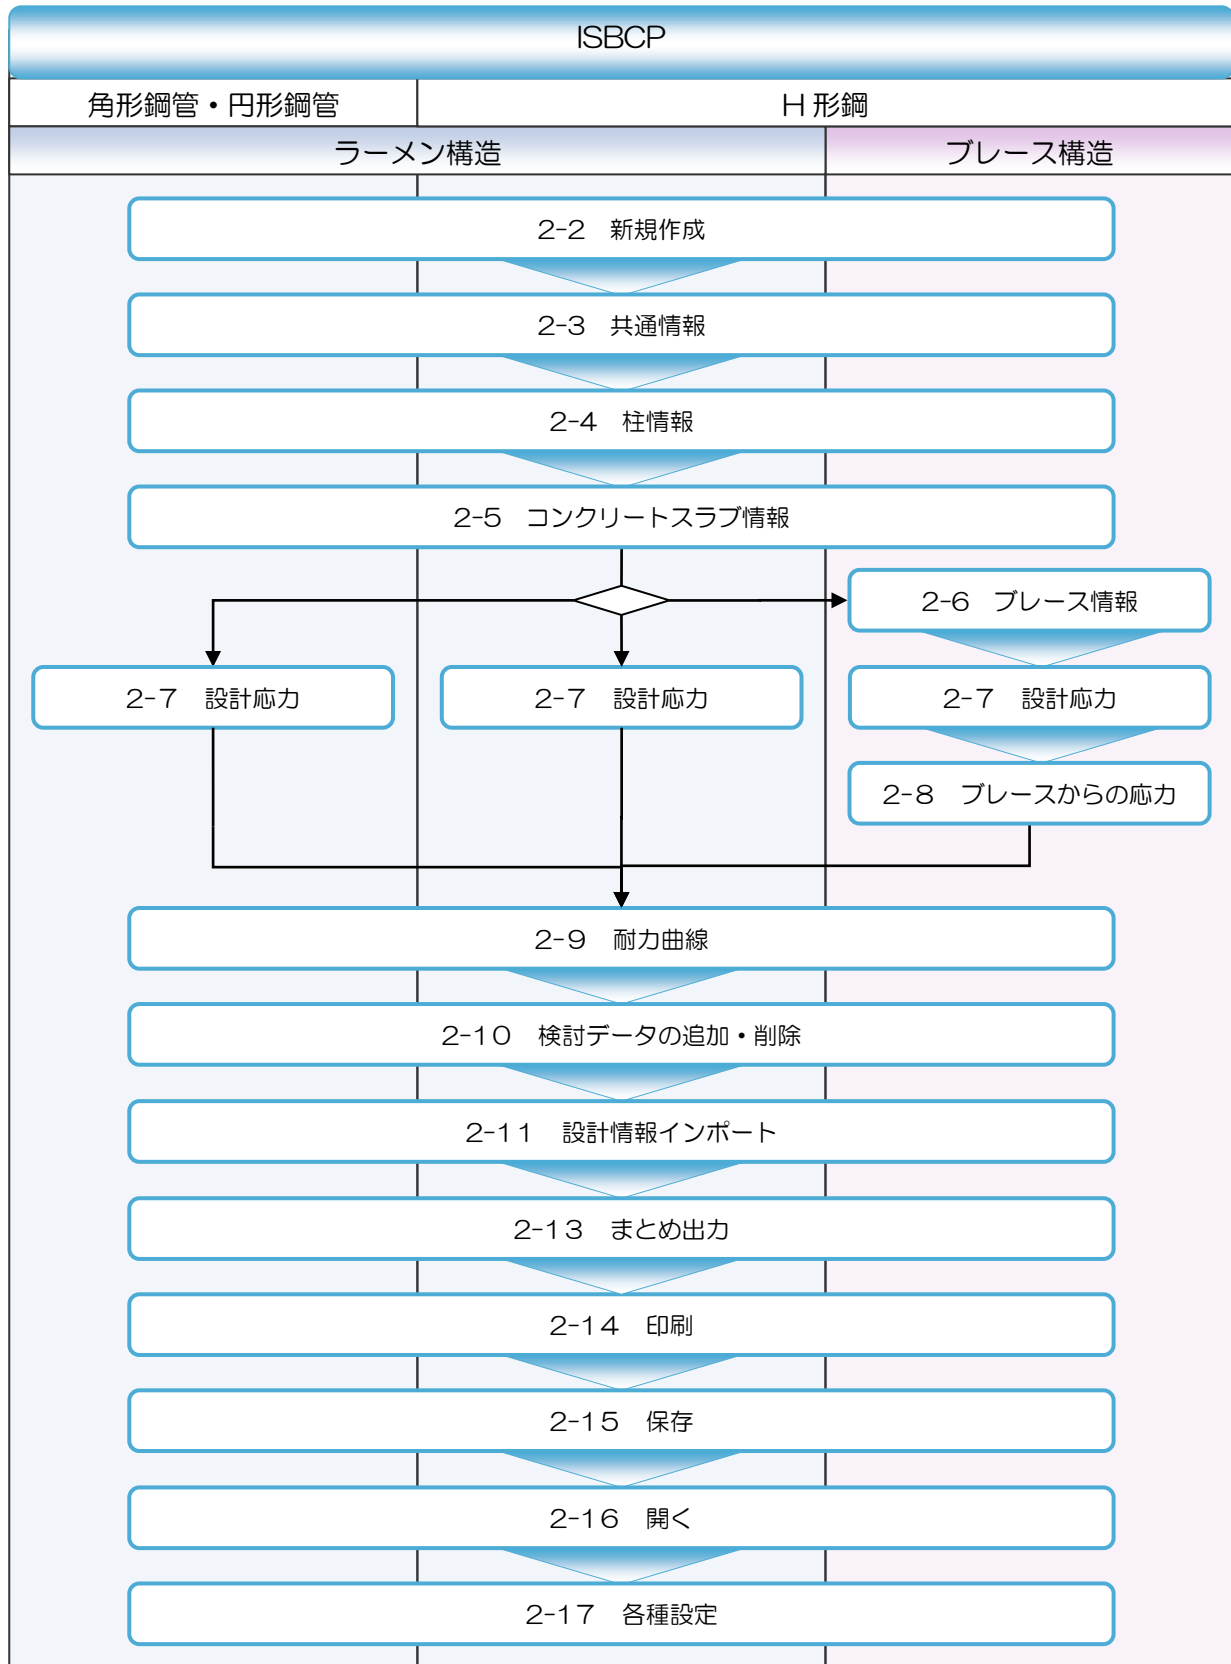 ISBCP
角形鋼管・円形鋼管
H 形鋼
ラーメン構造
ブレース構造
2-2　新規作成
2-3　共通情報
2-4　柱情報
2-5　コンクリートスラブ情報
2-6　ブレース情報
2-7　設計応力
2-7　設計応力
2-7　設計応力
2-8　ブレースからの応力
2-9　耐力曲線
2-10　検討データの追加・削除
2-11　設計情報インポート
2-13　まとめ出力
2-14　印刷
2-15　保存
2-16　開く
2-17　各種設定